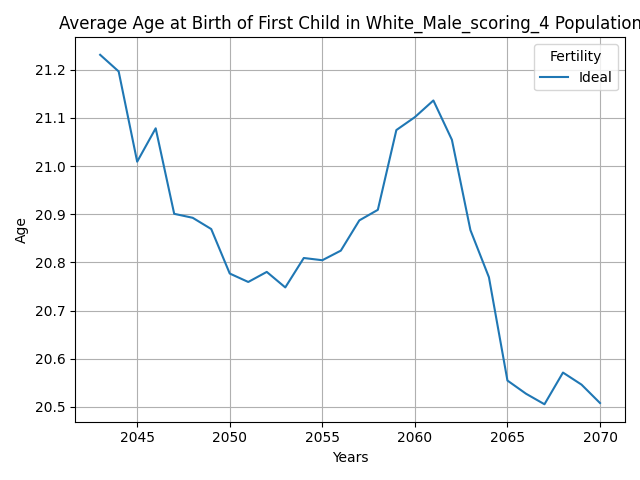 Average Age at Birth of First Child in White_Male_scoring_4 Population
Fertility
Ideal
Age
21.2
21.1
21.0
20.9
20.8
20.7
20.6
20.5
2045 2050 2055 2060 2065 2070
Years